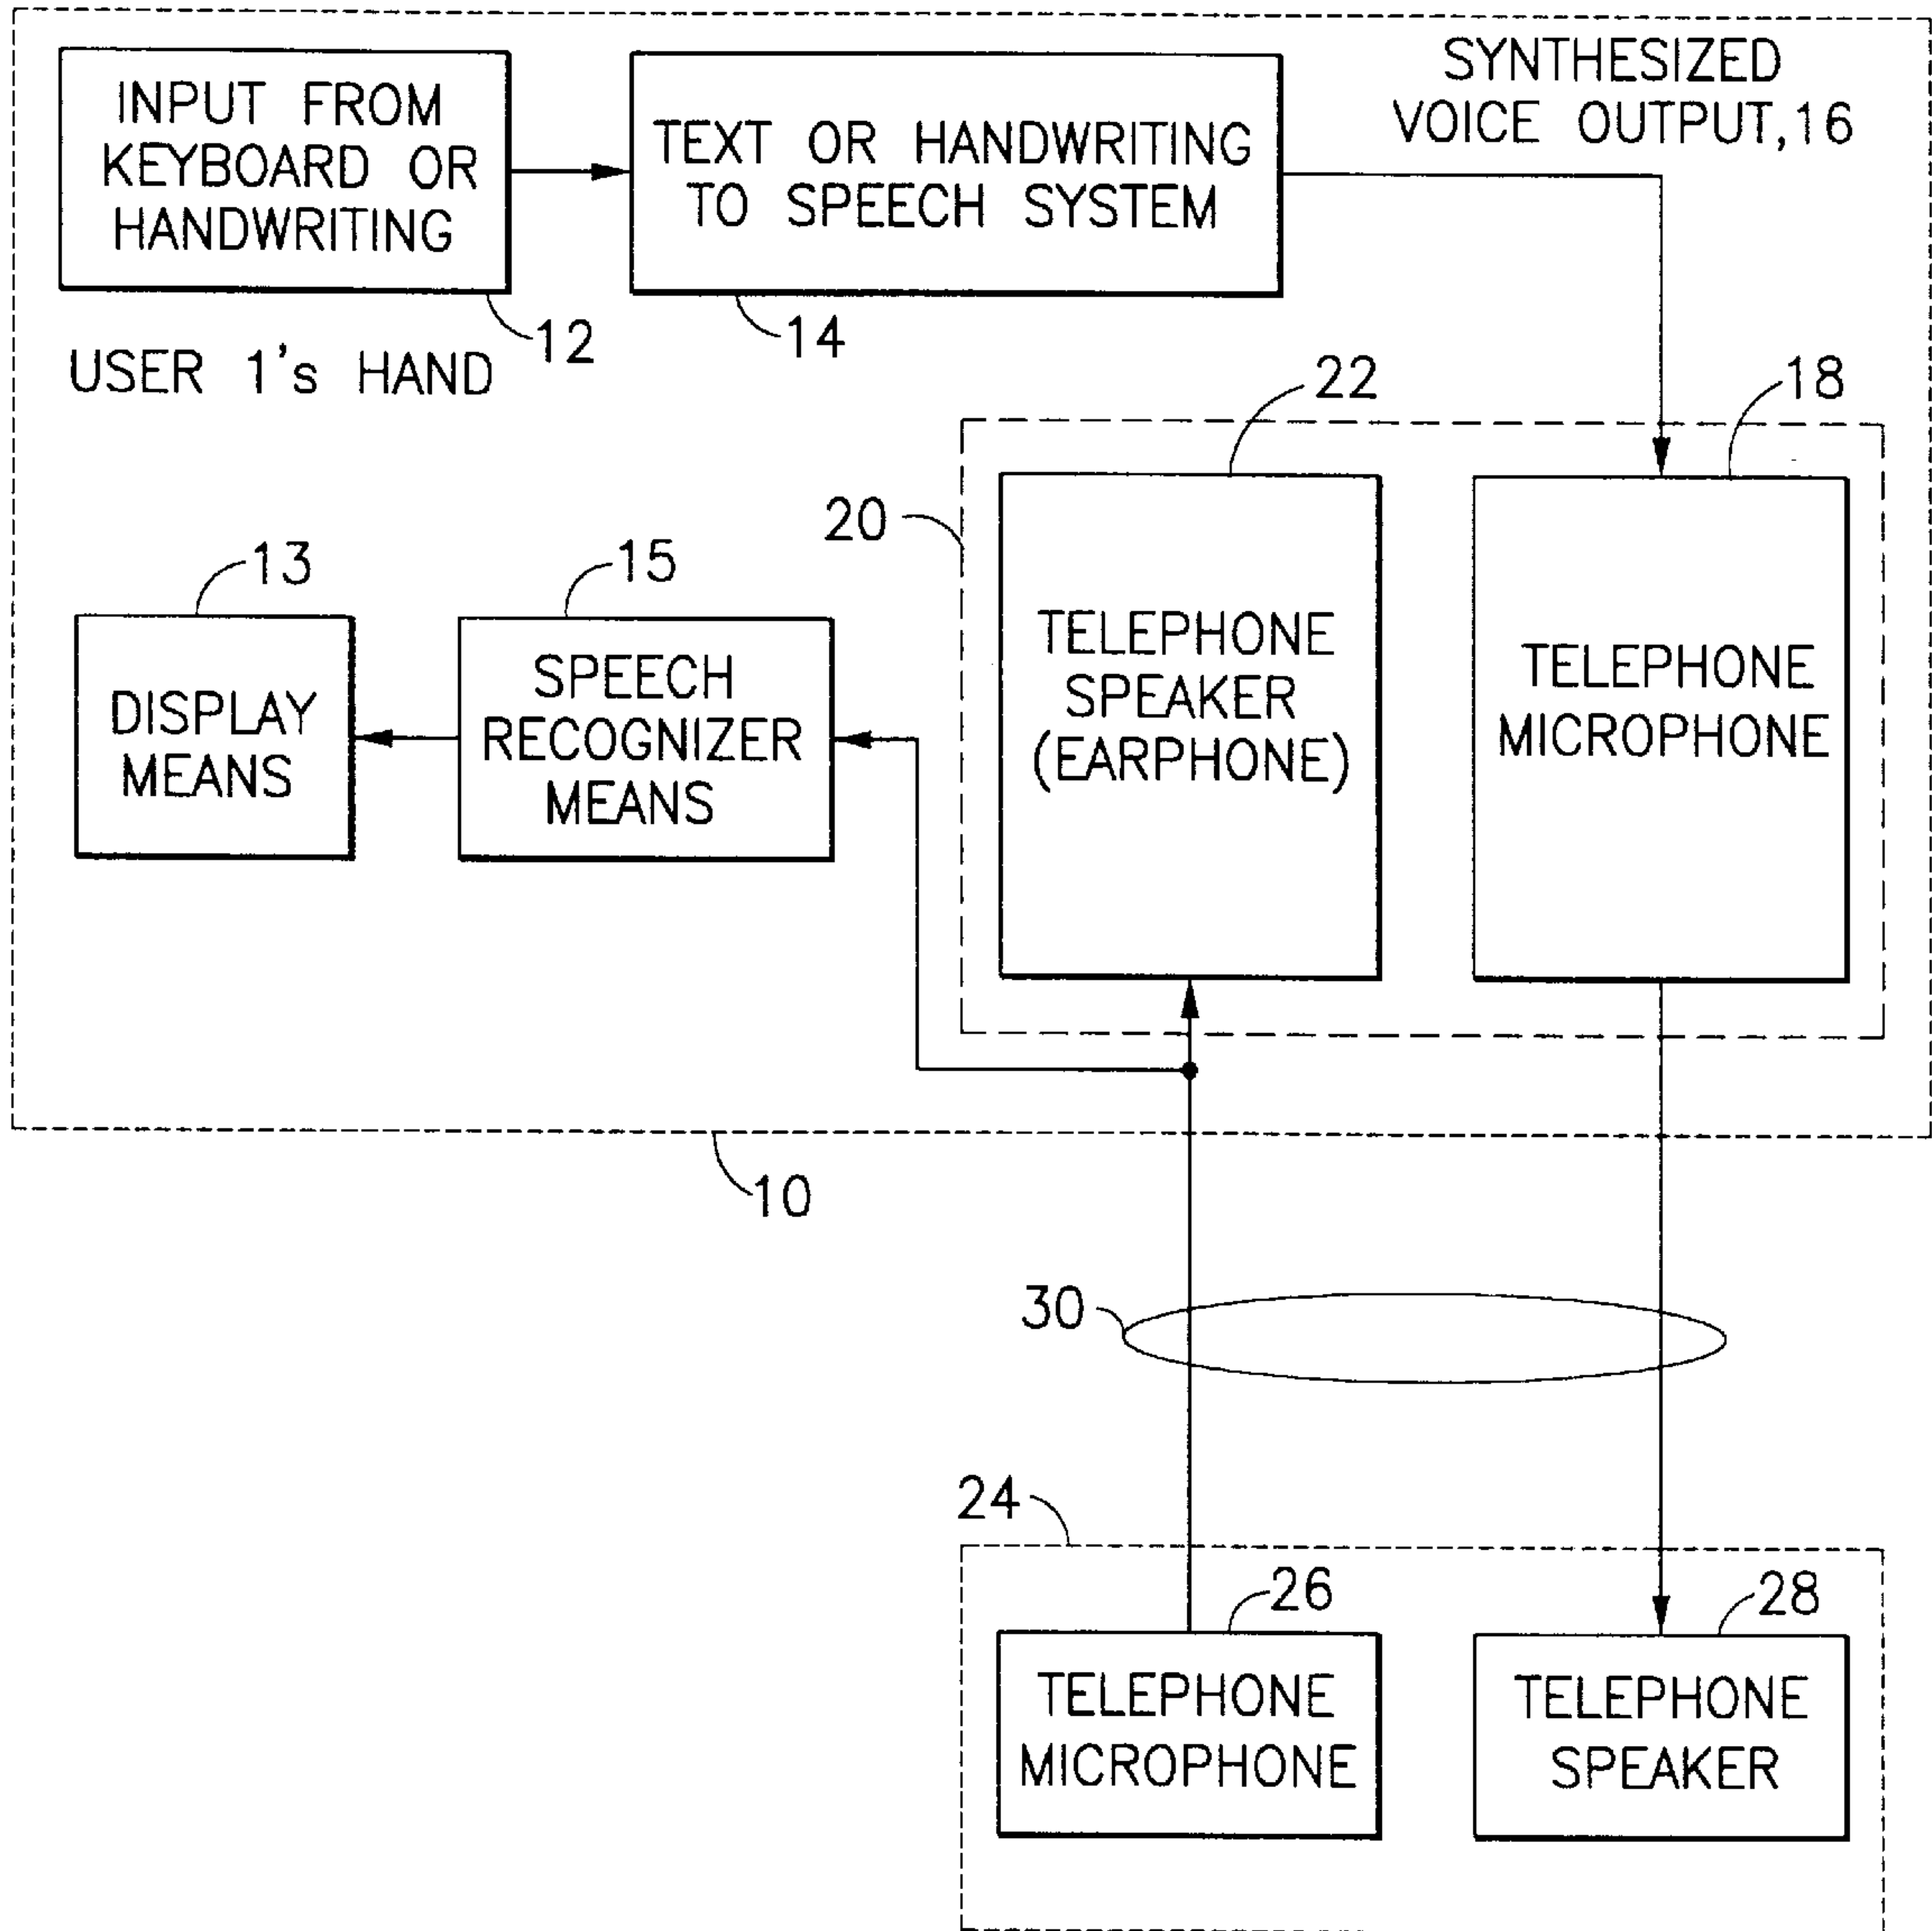 INPUT FROM
KEYBOARD OR
HANDWRITING
TEXT OR HANDWRITING
TO SPEECH SYSTEM
SYNTHESIZED
VOICE OUTPUT,16
12
14
USER 1's HAND
22
18
20
13
15
DISPLAY
MEANS
SPEECH
RECOGNIZER
MEANS
TELEPHONE
SPEAKER
(EARPHONE)
TELEPHONE
MICROPHONE
10
30
24
26
28
TELEPHONE
MICROPHONE
TELEPHONE
SPEAKER